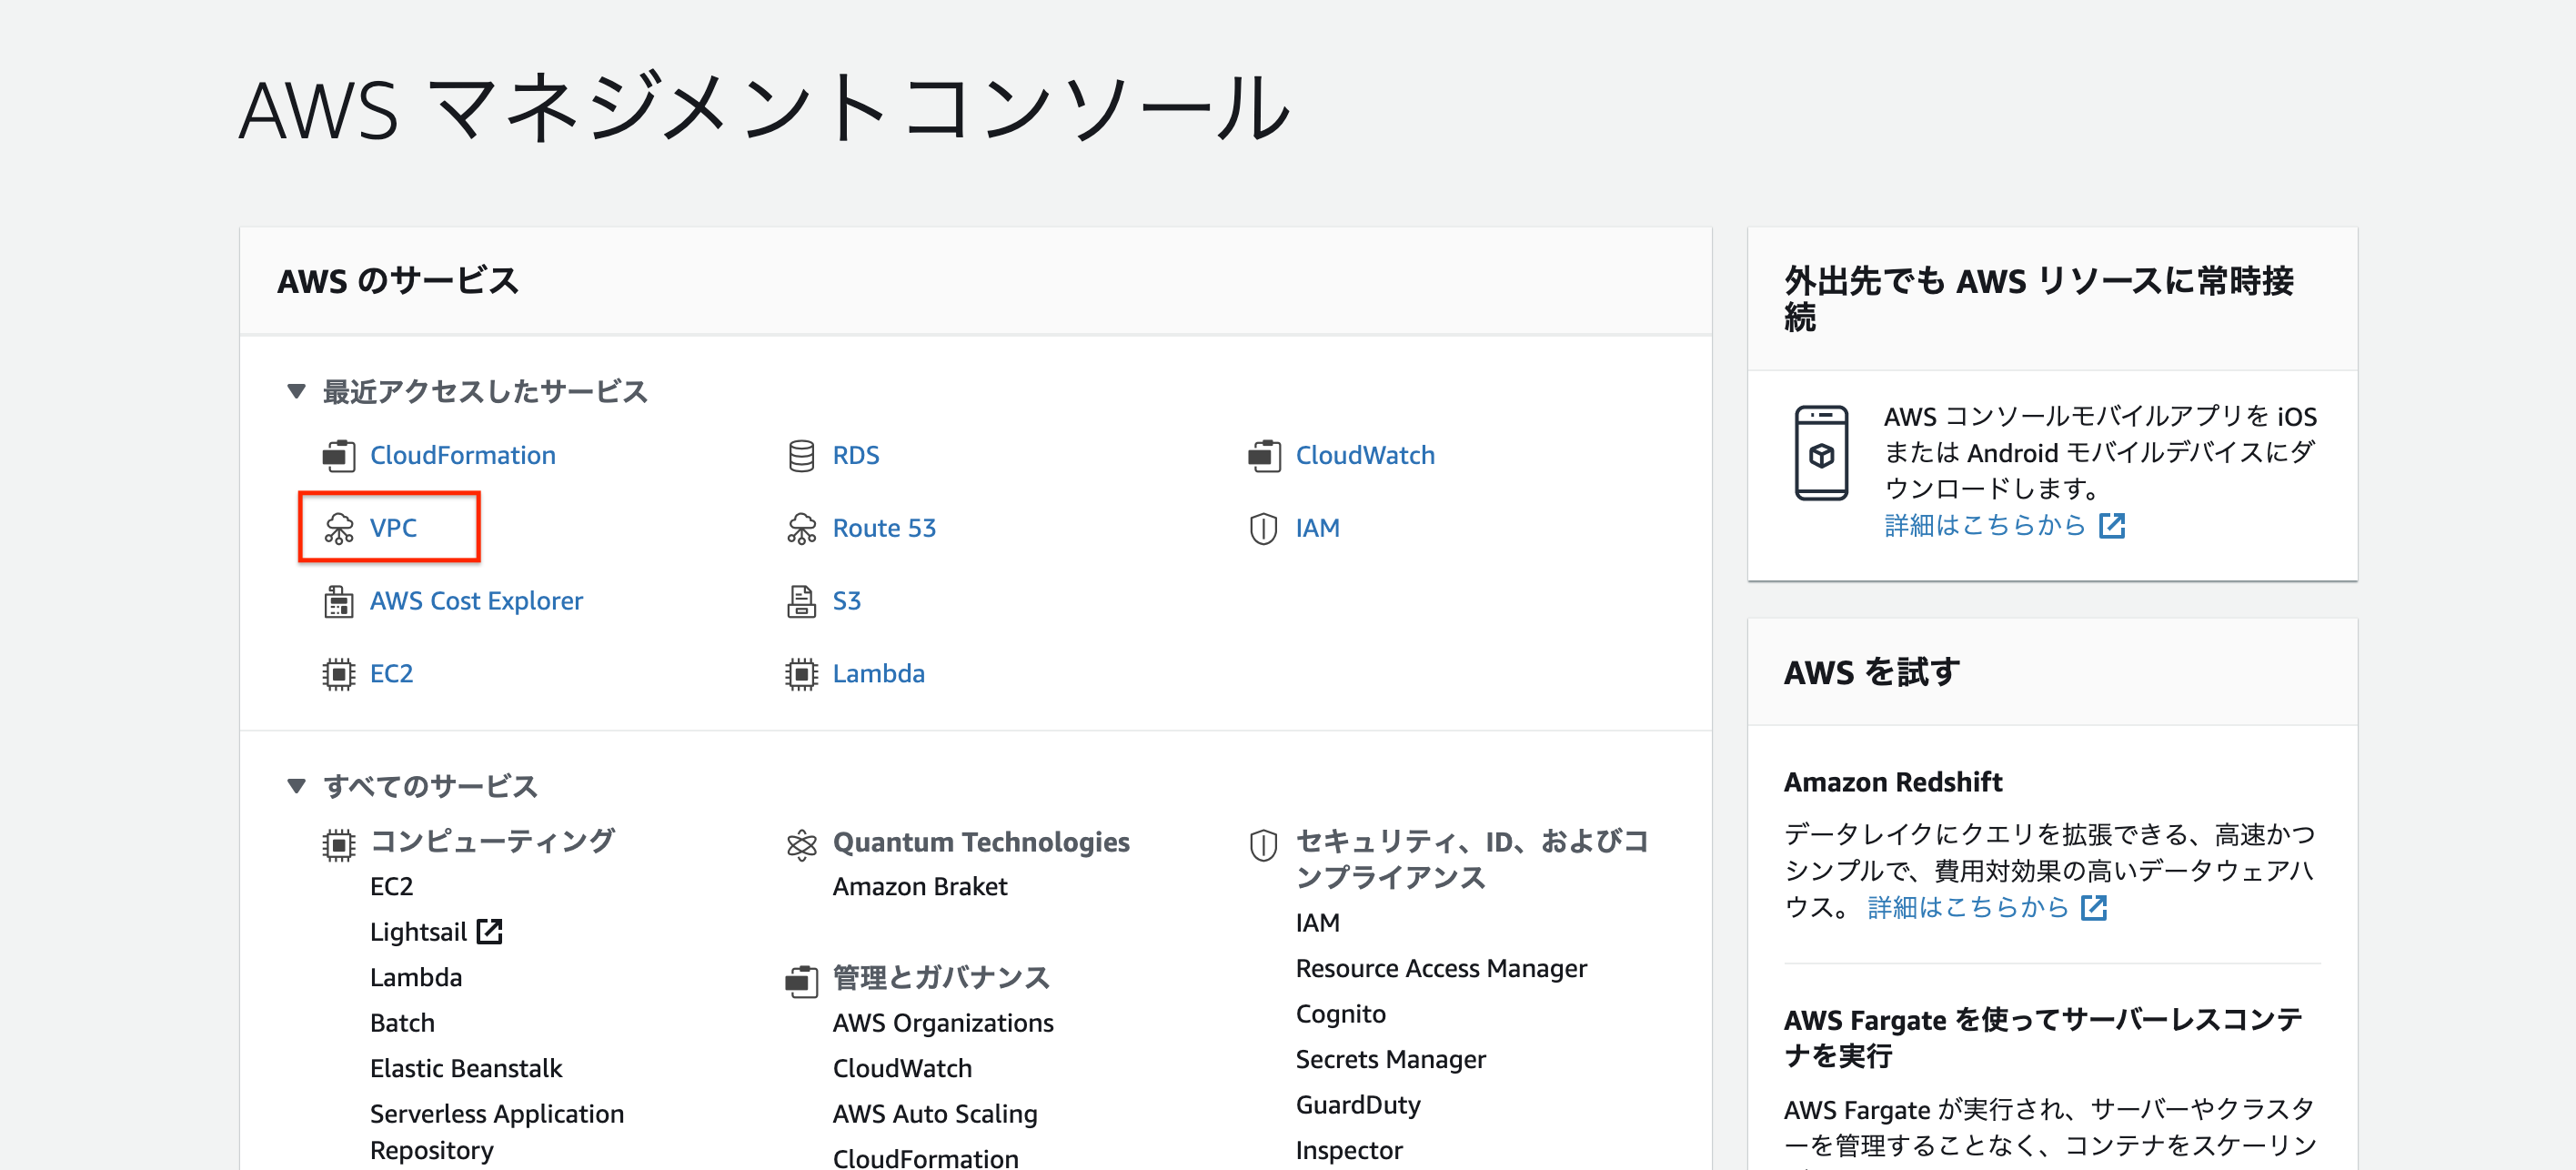 AWS マネジメントコンソール
AWS のサービス
最近アクセスしたサービス
CloudFormation
RDS
CloudWatch
VPC
Route 53
IAM
AWS Cost Explorer
S3
EC2
Lambda
すべてのサービス
コンピューティング
EC2
Lightsail
Lambda
Batch
Elastic Beanstalk
Serverless Application
Repository
Quantum Technologies
Amazon Braket
管理とガバナンス
AWS Organizations
CloudWatch
AWS Auto Scaling
CloudFormation
セキュリティ、ID、およびコ
ンプライアンス
IAM
Resource Access Manager
Cognito
Secrets Manager
GuardDuty
Inspector
外出先でも AWS リソースに常時接
続
AWS コンソールモバイルアプリを iOS
または Android モバイルデバイスにダ
ウンロードします。
詳細はこちらから
AWS を試す
Amazon Redshift
データレイクにクエリを拡張できる、高速かつ
シンプルで、費用対効果の高いデータウェアハ
ウス。 詳細はこちらから
AWS Fargate を使ってサーバーレスコンテ
ナを実行
AWS Fargate が実行され、サーバーやクラスタ
ーを管理することなく、コンテナをスケーリン